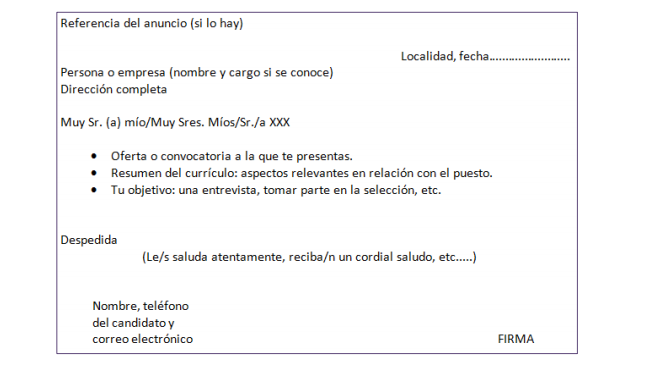 Referencia del anuncio (si lo hay)
Localidad, fecha.........................
Persona o empresa (nombre y cargo si se conoce)
Dirección completa
Muy Sr. (a) mío/Muy Sres. Míos/Sr./a XXX
• Oferta o convocatoria a la que te presentas.
• Resumen del currículo: aspectos relevantes en relación con el puesto.
• Tu objetivo: una entrevista, tomar parte en la selección, etc.
Despedida
(Le/s saluda atentamente, reciba/n un cordial saludo, etc.....)
Nombre, teléfono
del candidato y
correo electrónico FIRMA